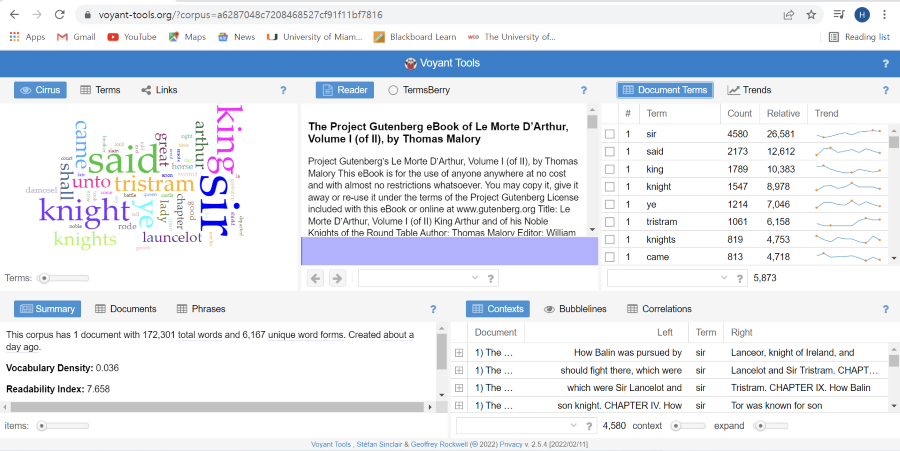 voyant-tools.org/?corpus=a6287048c7208468527cf91f11bf7816
H
Apps Gmail YouTube Maps News University of Miam... Blackboard Learn WCD The University of... Reading list
Voyant Tools ?
Cirrus Terms Links ?
king
came
said
great
arthur
shall
unto
tristram
horse
sir
damosel
knight
ye
lady
chapter
good
noble
rode
knights
launcelot
Terms:
Reader TermsBerry ?
The Project Gutenberg eBook of Le Morte D'Arthur,
Volume I (of II), by Thomas Malory
Project Gutenberg's Le Morte D'Arthur, Volume I (of II), by Thomas
Malory This eBook is for the use of anyone anywhere at no cost
and with almost no restrictions whatsoever. You may copy it, give it
away or re-use it under the terms of the Project Gutenberg License
included with this eBook or online at www.gutenberg.org Title: Le
Morte D'Arthur, Volume I (of II) King Arthur and of his Noble
Knights of the Round Table Author: Thomas Malory Editor: William
?
Document Terms Trends ?
# Term Count Relative Trend
1 sir 4580 26,581
1 said 2173 12,612
1 king 1789 10,383
1 knight 1547 8,978
1 ye 1214 7,046
1 tristram 1061 6,158
1 knights 819 4,753
1 came 813 4,718
? 5,873
Summary Documents Phrases ?
This corpus has 1 document with 172,301 total words and 6,167 unique word forms. Created about a
day ago.
Vocabulary Density: 0.036
Readability Index: 7.658
items:
Contexts Bubblelines Correlations ?
Document Left Term Right
1) The ... How Balin was pursued by sir Lanceor, knight of Ireland, and
1) The ... should fight there, which were sir Lancelot and Sir Tristram. CHAPT...
1) The ... which were Sir Lancelot and sir Tristram. CHAPTER IX. How Balin
1) The ... son knight. CHAPTER IV. How sir Tor was known for son
? 4,580 context expand
Voyant Tools , Stéfan Sinclair & Geoffrey Rockwell (© 2022) Privacy v. 2.5.4 [2022/02/11]